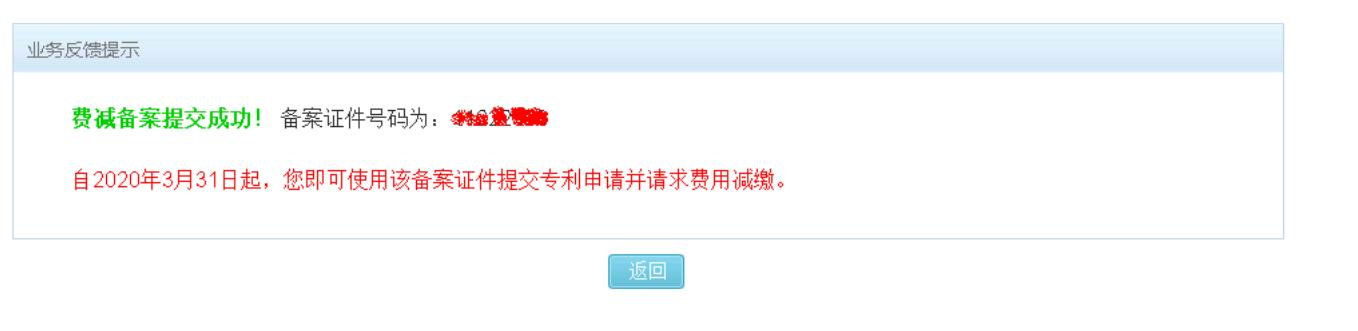 业务反馈提示
费减备案提交成功！ 备案证件号码为：
自2020年3月31日起，您即可使用该备案证件提交专利申请并请求费用减缴。
返回